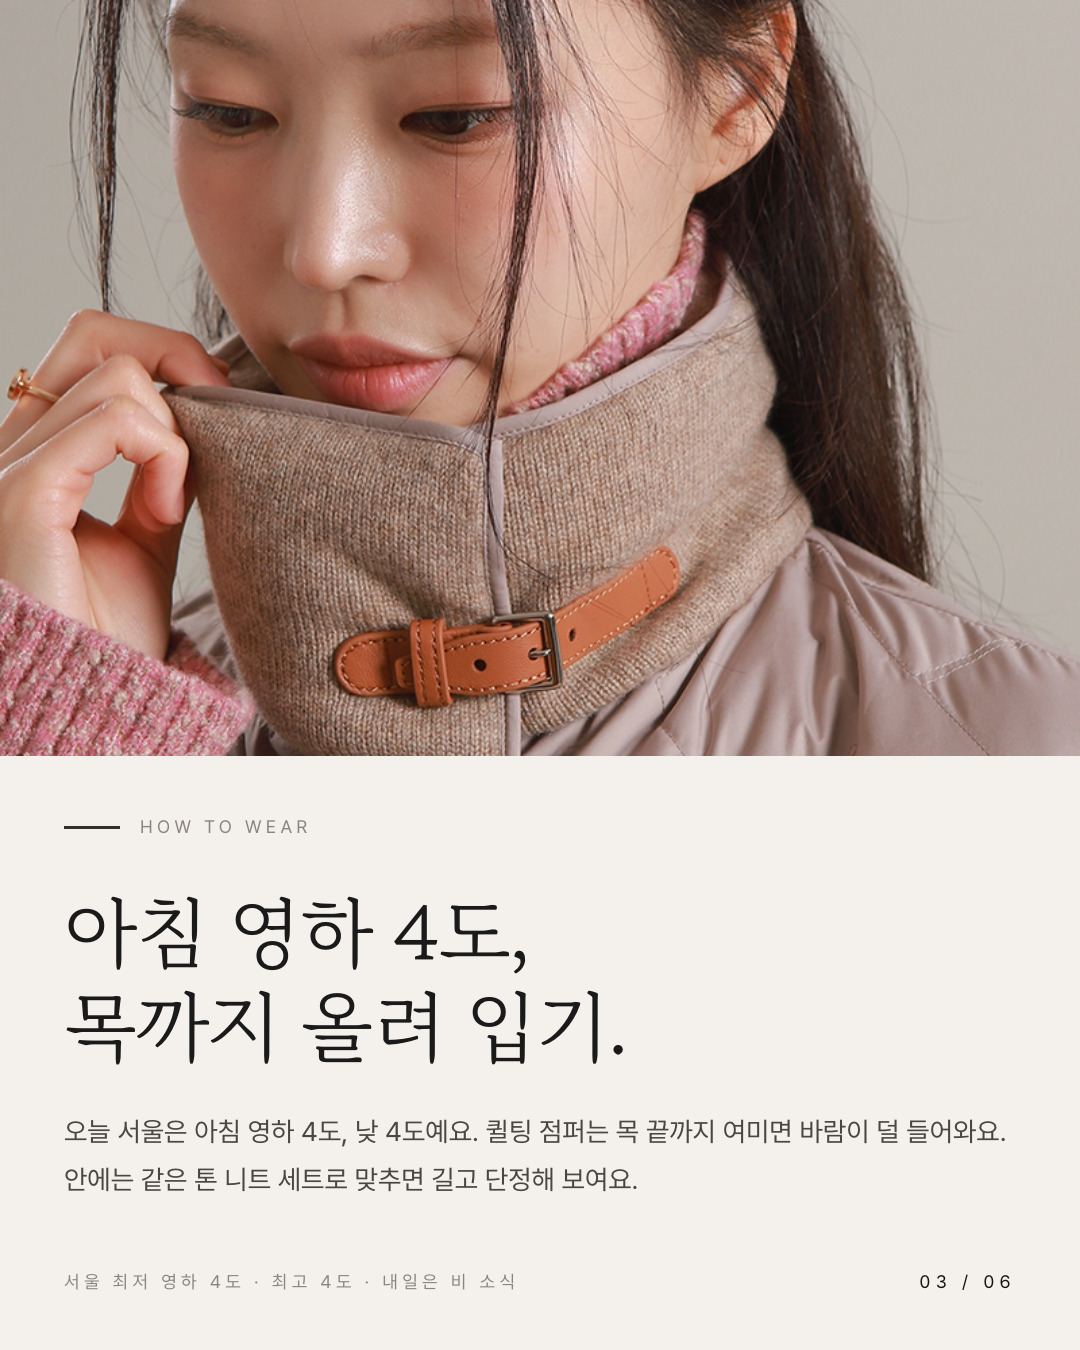 HOW TO WEAR
아침 영하 4도,
목까지 올려 입기.
오늘 서울은 아침 영하 4도, 낮 4도예요. 퀼팅 점퍼는 목 끝까지 여미면 바람이 덜 들어와요.
안에는 같은 톤 니트 세트로 맞추면 길고 단정해 보여요.
서울 최저 영하 4도 · 최고 4도 · 내일은 비 소식
03 / 06